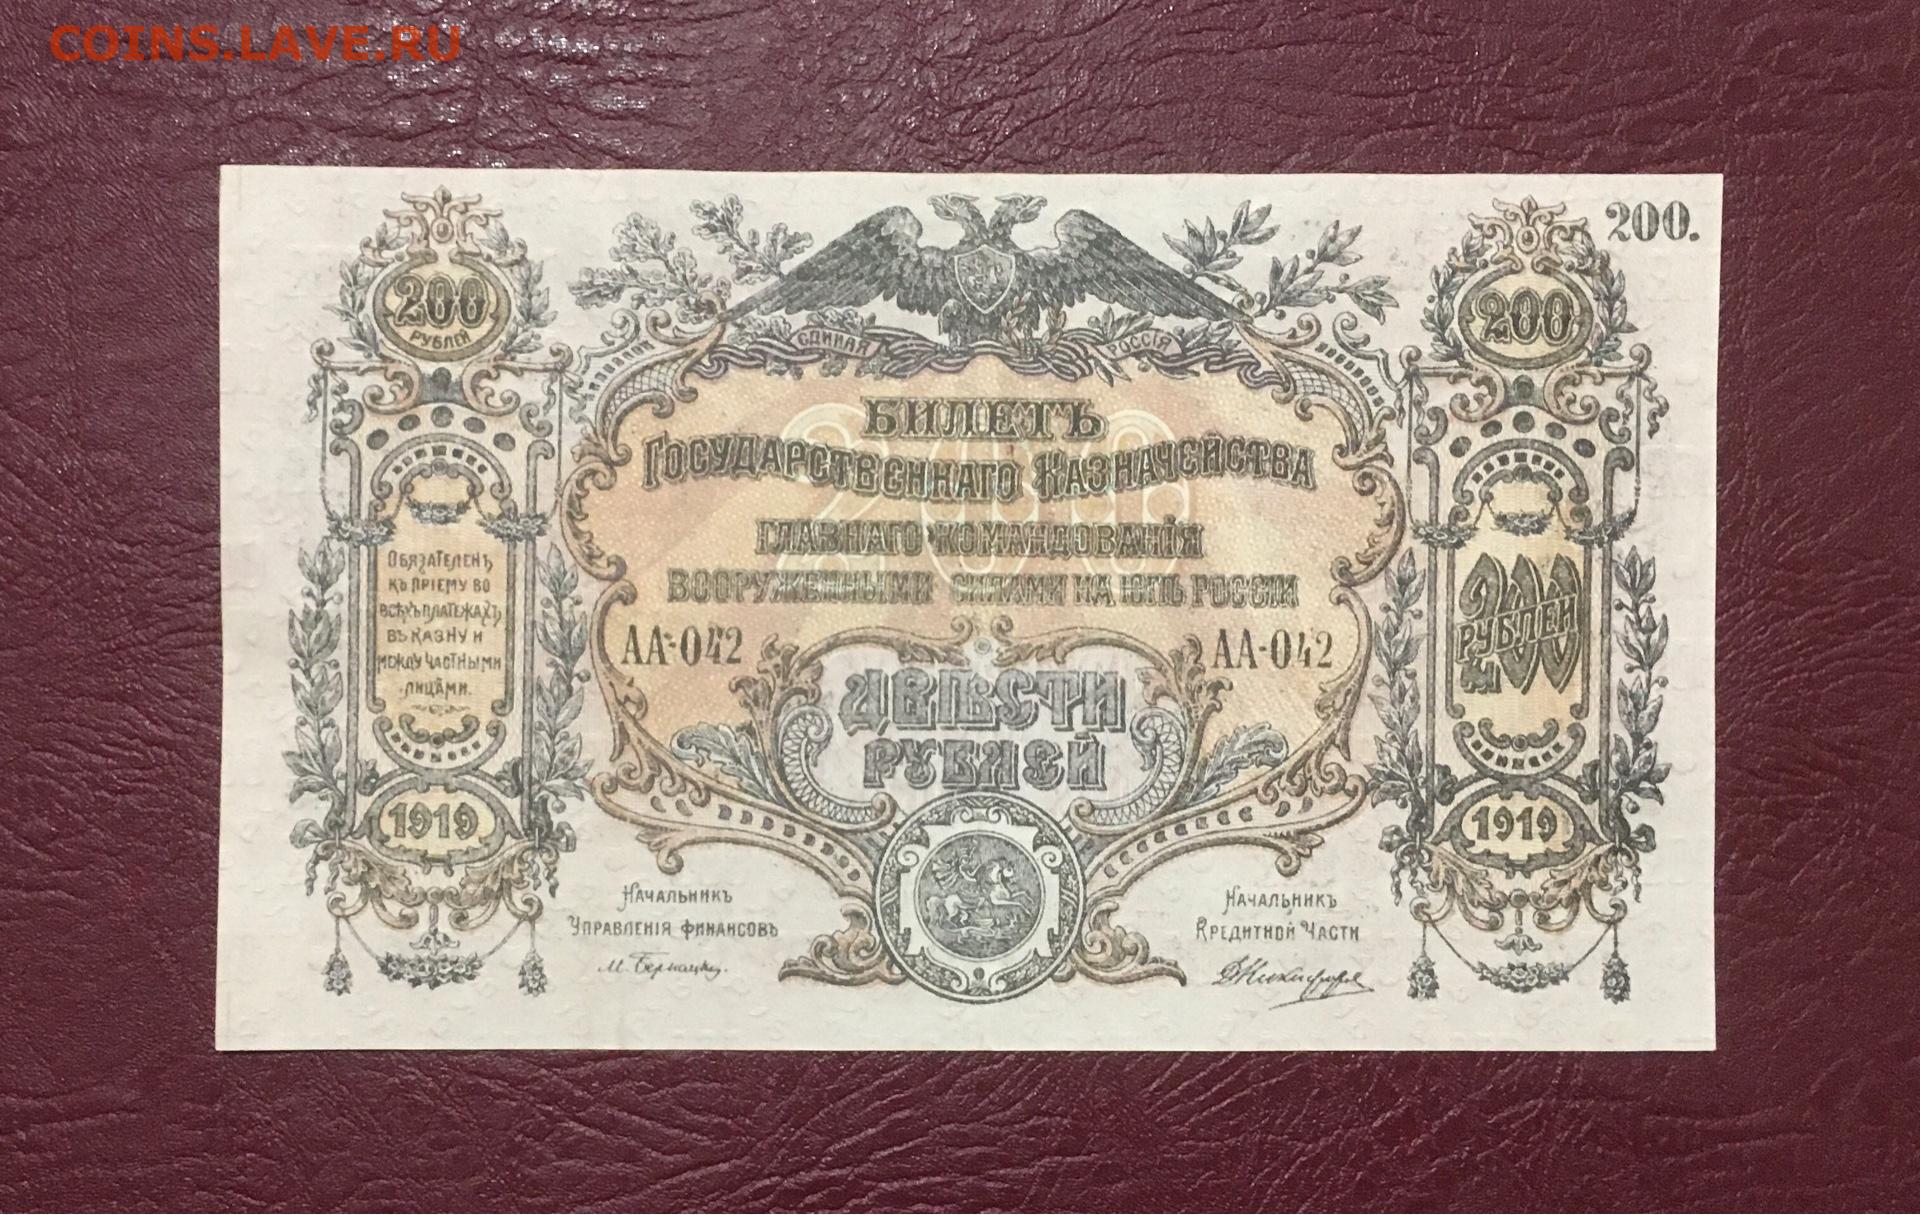 COINS.LAVE.RU
200.
200
РУБЛЕЙ
200
ЕДИНАЯ РОССІЯ
БИЛЕТЪ
ГОСУДАРСТВЕННАГО КАЗНАЧЕЙСТВА
ГЛАВНАГО КОМАНДОВАНІЯ
ВООРУЖЕННЫМИ СИЛАМИ НА ЮГѢ РОССІИ
200
АА-042
АА-042
ДВѢСТИ
РУБЛЕЙ
ОБЯЗАТЕЛЕНЪ
КЪ ПРІЕМУ ВО
ВСѢХЪ ПЛАТЕЖАХЪ
ВЪ КАЗНУ И
МЕЖДУ ЧАСТНЫМИ
ЛИЦАМИ.
200
РУБЛЕЙ
1919
1919
НАЧАЛЬНИКЪ
УПРАВЛЕНІЯ ФИНАНСОВЪ
М. Бернацкій.
НАЧАЛЬНИКЪ
КРЕДИТНОЙ ЧАСТИ